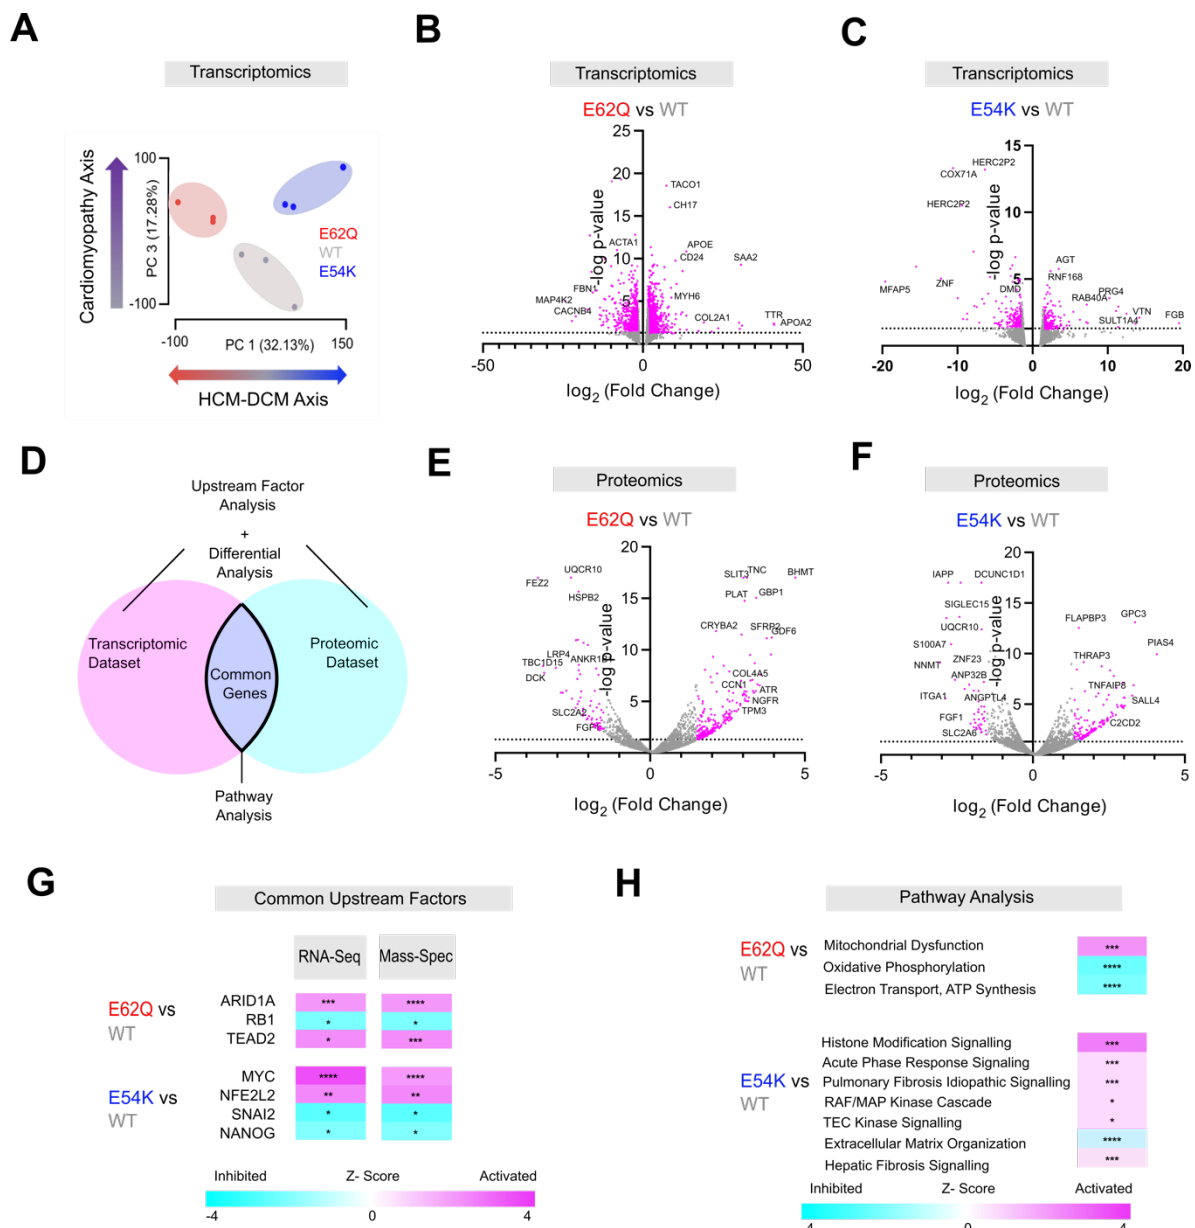 A
Transcriptomics
Cardiomyopathy Axis
PC 3 (17.28%)
100
-100
E62Q
WT
E54K
-100
PC 1 (32.13%)
150
HCM-DCM Axis
B
Transcriptomics
E62Q vs WT
25
20
15
10
5
-log p-value
TACO1
CH17
ACTA1
APOE
CD24
SAA2
FBN1
MAP4K2
CACNB4
MYH6
COL2A1
TTR
APOA2
-50
0
50
log2 (Fold Change)
C
Transcriptomics
E54K vs WT
15
10
5
-log p-value
HERC2P2
COX71A
HERC2P2
AGT
RNF168
MFAP5
ZNF
DMD
PRG4
RAB40A
VTN
SULT1A4
FGB
-20
-10
0
10
20
log2 (Fold Change)
D
Upstream Factor
Analysis
+
Differential
Analysis
Transcriptomic
Dataset
Common
Genes
Proteomic
Dataset
Pathway
Analysis
E
Proteomics
E62Q vs WT
20
15
10
5
-log p-value
UQCR10
FEZ2
HSPB2
SLIT3
TNC
BHMT
PLAT
GBP1
CRYBA2
SFRP2
GDF6
LRP4
TBC1D15
DCK
COL4A5
CCN1
ATR
NGFR
TPM3
SLC2A2
-5
0
5
log2 (Fold Change)
F
Proteomics
E54K vs WT
20
15
10
5
-log p-value
IAPP
DCUNC1D1
SIGLEC15
UQCR10
S100A7
ZNF23
NNMT
ANP32B
ITGA1
ANGPTL4
FGF1
SLC2A6
FLAPBP3
GPC3
PIAS4
THRAP3
TNFAIP8
SALL4
C2CD2
-5
0
5
log2 (Fold Change)
G
Common Upstream Factors
RNA-Seq
Mass-Spec
E62Q vs
WT
ARID1A *** ****
RB1 * *
TEAD2 * ***
E54K vs
WT
MYC **** ****
NFE2L2 ** **
SNAI2 * *
NANOG * *
Inhibited Z- Score Activated
-4 0 4
H
Pathway Analysis
E62Q vs
WT
Mitochondrial Dysfunction ***
Oxidative Phosphorylation ****
Electron Transport, ATP Synthesis ****
E54K vs
WT
Histone Modification Signalling ***
Acute Phase Response Signaling ***
Pulmonary Fibrosis Idiopathic Signalling ***
RAF/MAP Kinase Cascade *
TEC Kinase Signalling *
Extracellular Matrix Organization ****
Hepatic Fibrosis Signalling ***
Inhibited Z- Score Activated
-4 0 4